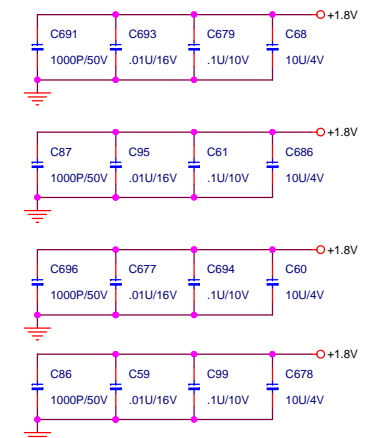 +1.8V
C691 C693 C679 C68
1000P/50V .01U/16V .1U/10V 10U/4V
+1.8V
C87 C95 C61 C686
1000P/50V .01U/16V .1U/10V 10U/4V
+1.8V
C696 C677 C694 C60
1000P/50V .01U/16V .1U/10V 10U/4V
+1.8V
C86 C59 C99 C678
1000P/50V .01U/16V .1U/10V 10U/4V